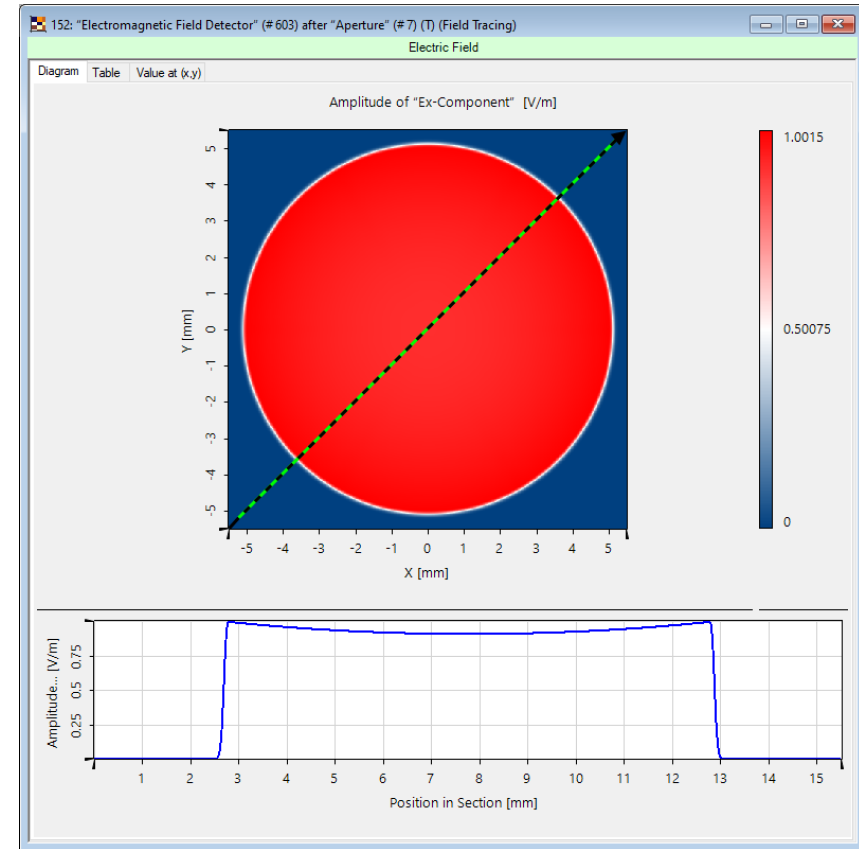 152: "Electromagnetic Field Detector" (# 603) after "Aperture" (# 7) (T) (Field Tracing)
Electric Field
Diagram Table Value at (x,y)
Amplitude of "Ex-Component" [V/m]
1.0015
0.50075
0
Y [mm]
5
4
3
2
1
0
-1
-2
-3
-4
-5
-5 -4 -3 -2 -1 0 1 2 3 4 5
X [mm]
Amplitude... [V/m]
0.75
0.5
0.25
1 2 3 4 5 6 7 8 9 10 11 12 13 14 15
Position in Section [mm]